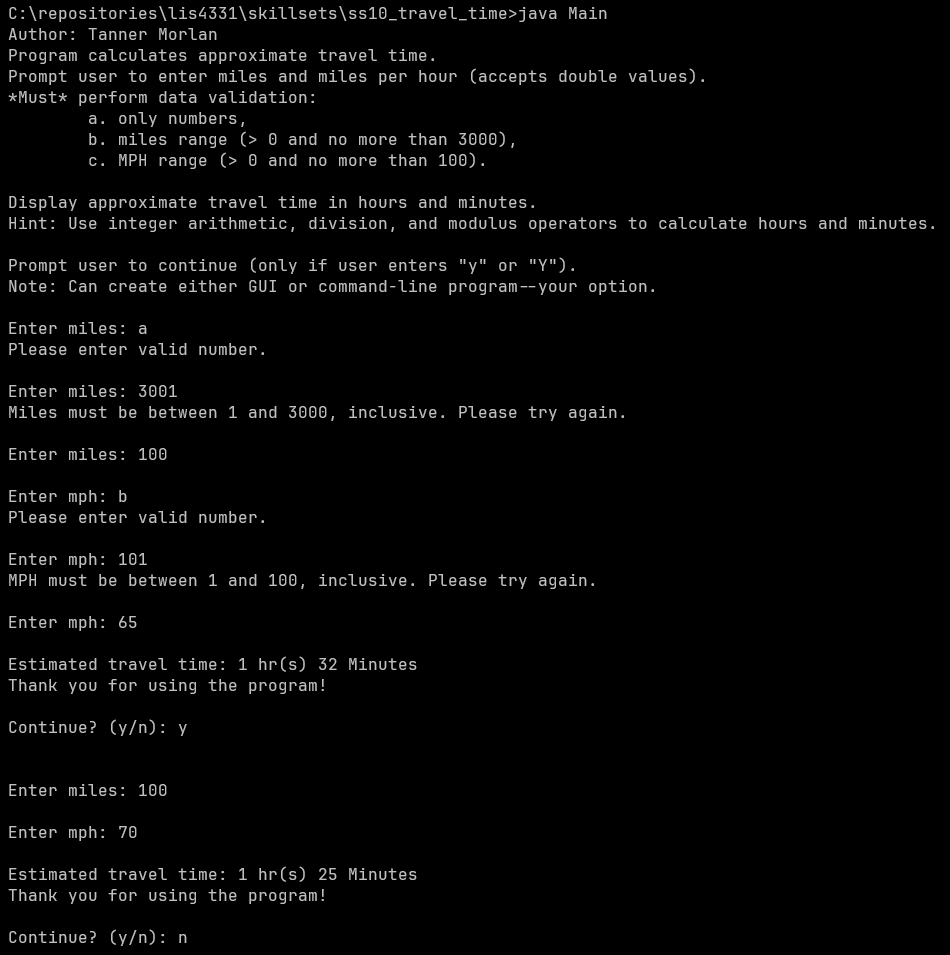 C:\repositories\lis4331\skillsets\ss10_travel_time>java Main
Author: Tanner Morlan
Program calculates approximate travel time.
Prompt user to enter miles and miles per hour (accepts double values).
*Must* perform data validation:
        a. only numbers,
        b. miles range (> 0 and no more than 3000),
        c. MPH range (> 0 and no more than 100).

Display approximate travel time in hours and minutes.
Hint: Use integer arithmetic, division, and modulus operators to calculate hours and minutes.

Prompt user to continue (only if user enters "y" or "Y").
Note: Can create either GUI or command-line program--your option.

Enter miles: a
Please enter valid number.

Enter miles: 3001
Miles must be between 1 and 3000, inclusive. Please try again.

Enter miles: 100

Enter mph: b
Please enter valid number.

Enter mph: 101
MPH must be between 1 and 100, inclusive. Please try again.

Enter mph: 65

Estimated travel time: 1 hr(s) 32 Minutes
Thank you for using the program!

Continue? (y/n): y

Enter miles: 100

Enter mph: 70

Estimated travel time: 1 hr(s) 25 Minutes
Thank you for using the program!

Continue? (y/n): n